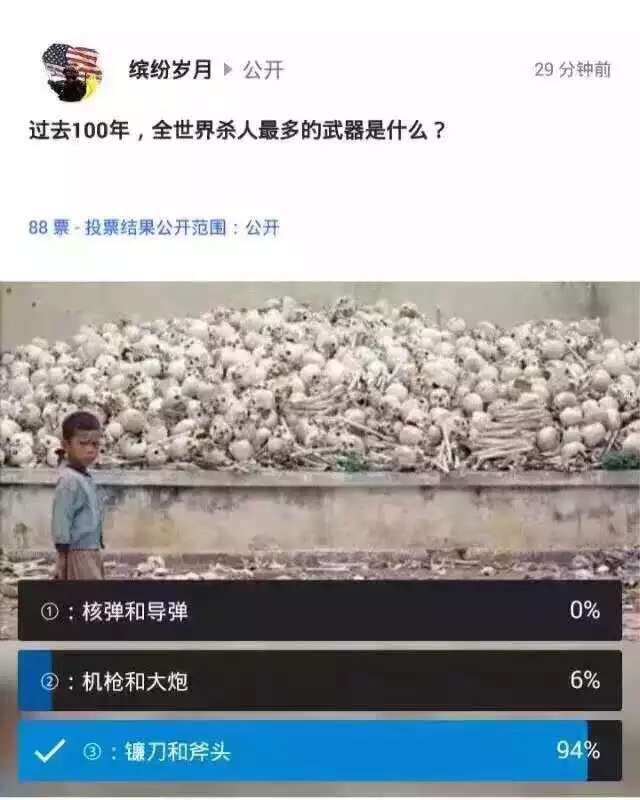 缤纷岁月 ▸ 公开
29 分钟前
过去100年，全世界杀人最多的武器是什么？
88 票 - 投票结果公开范围：公开
①：核弹和导弹 0%
②：机枪和大炮 6%
③：镰刀和斧头 94%